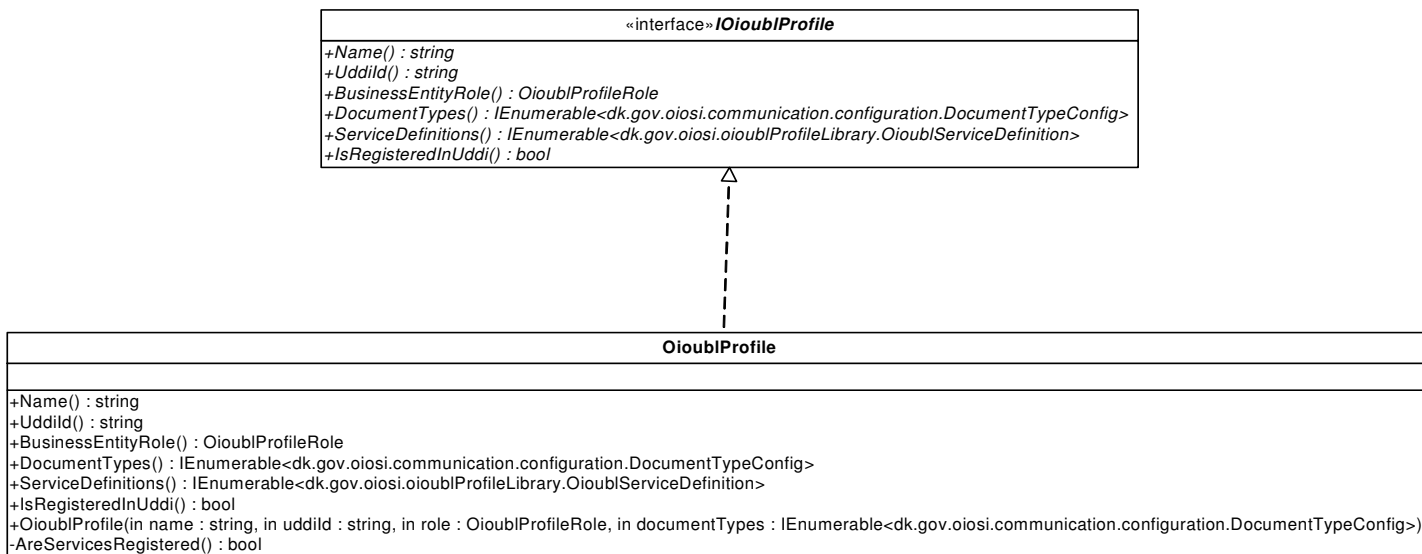 «interface»IOioublProfile
+Name() : string
+UddiId() : string
+BusinessEntityRole() : OioublProfileRole
+DocumentTypes() : IEnumerable<dk.gov.oiosi.communication.configuration.DocumentTypeConfig>
+ServiceDefinitions() : IEnumerable<dk.gov.oiosi.oioublProfileLibrary.OioublServiceDefinition>
+IsRegisteredInUddi() : bool
OioublProfile
+Name() : string
+UddiId() : string
+BusinessEntityRole() : OioublProfileRole
+DocumentTypes() : IEnumerable<dk.gov.oiosi.communication.configuration.DocumentTypeConfig>
+ServiceDefinitions() : IEnumerable<dk.gov.oiosi.oioublProfileLibrary.OioublServiceDefinition>
+IsRegisteredInUddi() : bool
+OioublProfile(in name : string, in uddiId : string, in role : OioublProfileRole, in documentTypes : IEnumerable<dk.gov.oiosi.communication.configuration.DocumentTypeConfig>)
-AreServicesRegistered() : bool